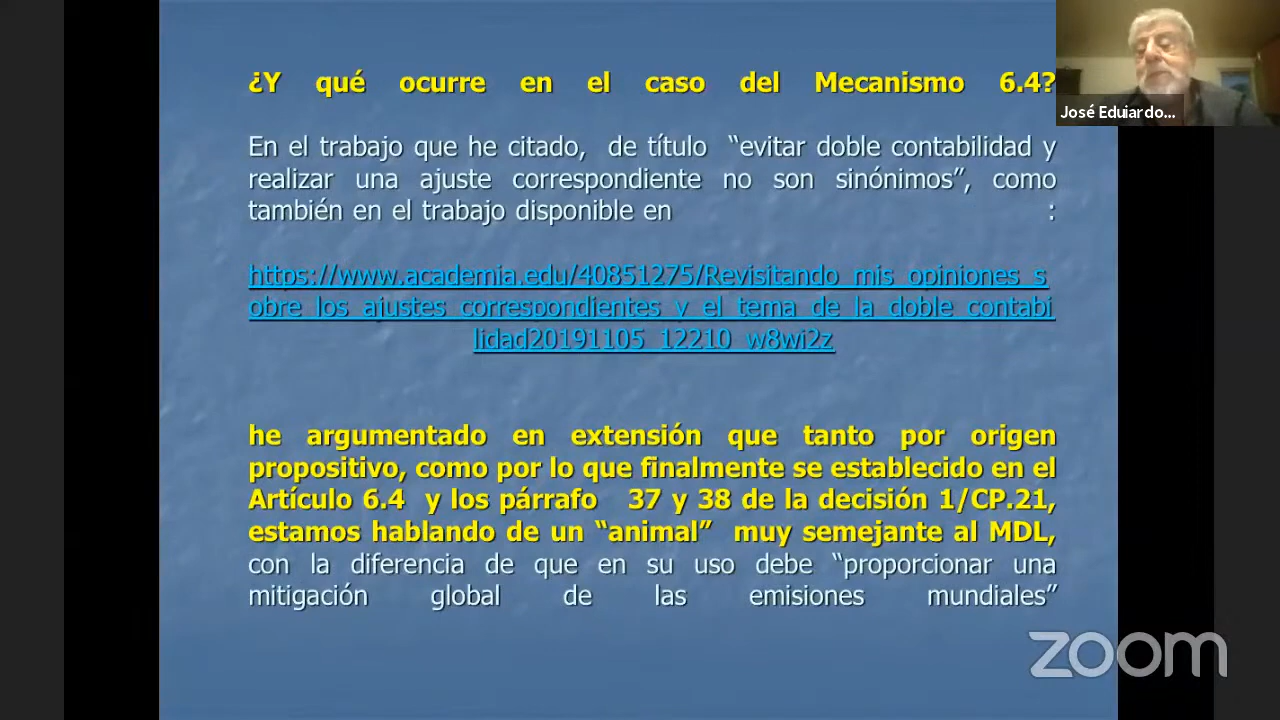 ¿Y qué ocurre en el caso del Mecanismo 6.4?
José Eduiardo...
En el trabajo que he citado, de título “evitar doble contabilidad y
realizar una ajuste correspondiente no son sinónimos”, como
también en el trabajo disponible en :
https://www.academia.edu/40851275/Revisitando_mis_opiniones_s
obre_los_ajustes_correspondientes_y_el_tema_de_la_doble_contabi
lidad20191105_12210_w8wi2z
he argumentado en extensión que tanto por origen
propositivo, como por lo que finalmente se establecido en el
Artículo 6.4 y los párrafo 37 y 38 de la decisión 1/CP.21,
estamos hablando de un “animal” muy semejante al MDL,
con la diferencia de que en su uso debe “proporcionar una
mitigación global de las emisiones mundiales”
zoom